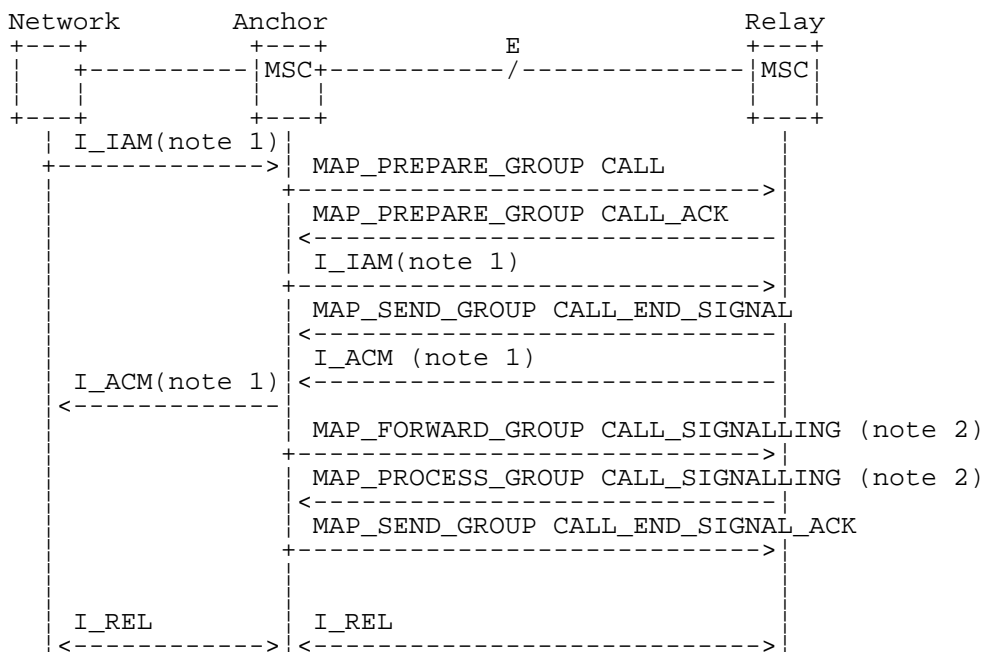 Network Anchor Relay
E
MSC MSC
I_IAM(note 1)
MAP_PREPARE_GROUP CALL
MAP_PREPARE_GROUP CALL_ACK
I_IAM(note 1)
MAP_SEND_GROUP CALL_END_SIGNAL
I_ACM (note 1)
I_ACM(note 1)
MAP_FORWARD_GROUP CALL_SIGNALLING (note 2)
MAP_PROCESS_GROUP CALL_SIGNALLING (note 2)
MAP_SEND_GROUP CALL_END_SIGNAL_ACK
I_REL I_REL